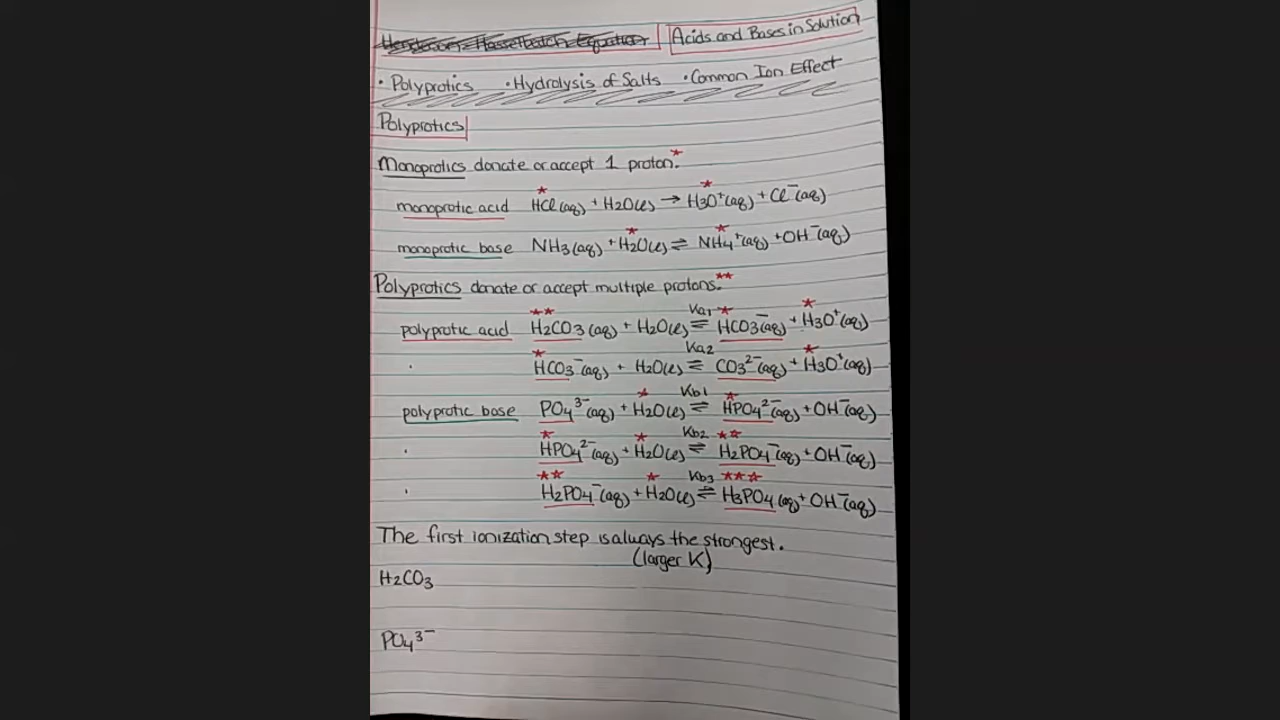 Henderson-Hasselbalch Equation Acids and Bases in Solution
• Polyprotics • Hydrolysis of Salts • Common Ion Effect
Polyprotics
Monoprotics donate or accept 1 proton.*
monoprotic acid HCl(aq) + H2O(l) → H3O⁺(aq) + Cl⁻(aq)
monoprotic base NH3(aq) + H2O(l) ⇌ NH4⁺(aq) + OH⁻(aq)
Polyprotics donate or accept multiple protons.**
polyprotic acid H2CO3(aq) + H2O(l) ⇌ HCO3⁻(aq) + H3O⁺(aq) Ka1
HCO3⁻(aq) + H2O(l) ⇌ CO3²⁻(aq) + H3O⁺(aq) Ka2
polyprotic base PO4³⁻(aq) + H2O(l) ⇌ HPO4²⁻(aq) + OH⁻(aq) Kb1
HPO4²⁻(aq) + H2O(l) ⇌ H2PO4⁻(aq) + OH⁻(aq) Kb2
H2PO4⁻(aq) + H2O(l) ⇌ H3PO4(aq) + OH⁻(aq) Kb3
The first ionization step is always the strongest.
(larger K)
H2CO3
PO4³⁻